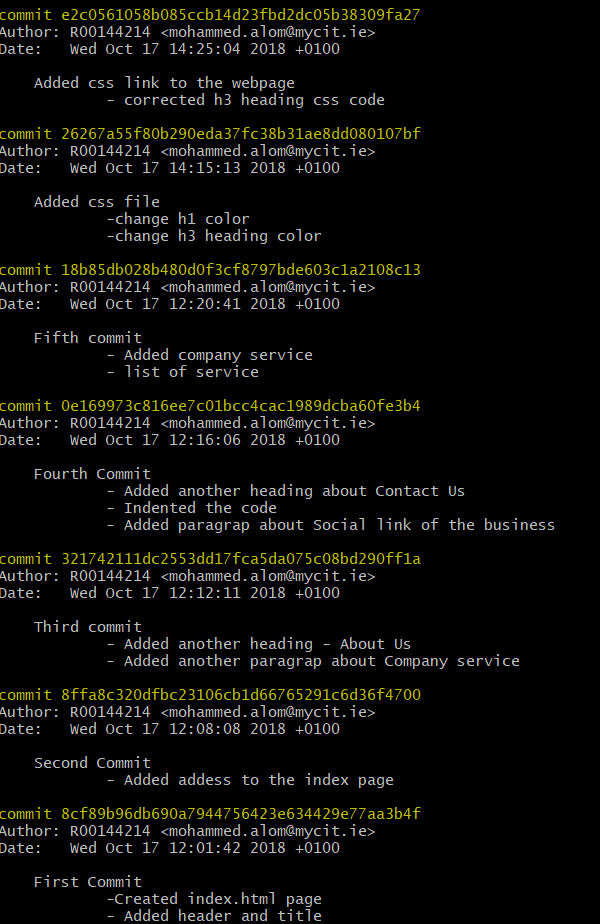 commit e2c0561058b085ccb14d23fbd2dc05b38309fa27
Author: R00144214 <mohammed.alom@mycit.ie>
Date:   Wed Oct 17 14:25:04 2018 +0100
Added css link to the webpage
- corrected h3 heading css code
commit 26267a55f80b290eda37fc38b31ae8dd080107bf
Author: R00144214 <mohammed.alom@mycit.ie>
Date:   Wed Oct 17 14:15:13 2018 +0100
Added css file
-change h1 color
-change h3 heading color
commit 18b85db028b480d0f3cf8797bde603c1a2108c13
Author: R00144214 <mohammed.alom@mycit.ie>
Date:   Wed Oct 17 12:20:41 2018 +0100
Fifth commit
- Added company service
- list of service
commit 0e169973c816ee7c01bcc4cac1989dcba60fe3b4
Author: R00144214 <mohammed.alom@mycit.ie>
Date:   Wed Oct 17 12:16:06 2018 +0100
Fourth Commit
- Added another heading about Contact Us
- Indented the code
- Added paragrap about Social link of the business
commit 321742111dc2553dd17fca5da075c08bd290ff1a
Author: R00144214 <mohammed.alom@mycit.ie>
Date:   Wed Oct 17 12:12:11 2018 +0100
Third commit
- Added another heading - About Us
- Added another paragrap about Company service
commit 8ffa8c320dfbc23106cb1d66765291c6d36f4700
Author: R00144214 <mohammed.alom@mycit.ie>
Date:   Wed Oct 17 12:08:08 2018 +0100
Second Commit
- Added addess to the index page
commit 8cf89b96db690a7944756423e634429e77aa3b4f
Author: R00144214 <mohammed.alom@mycit.ie>
Date:   Wed Oct 17 12:01:42 2018 +0100
First Commit
-Created index.html page
- Added header and title